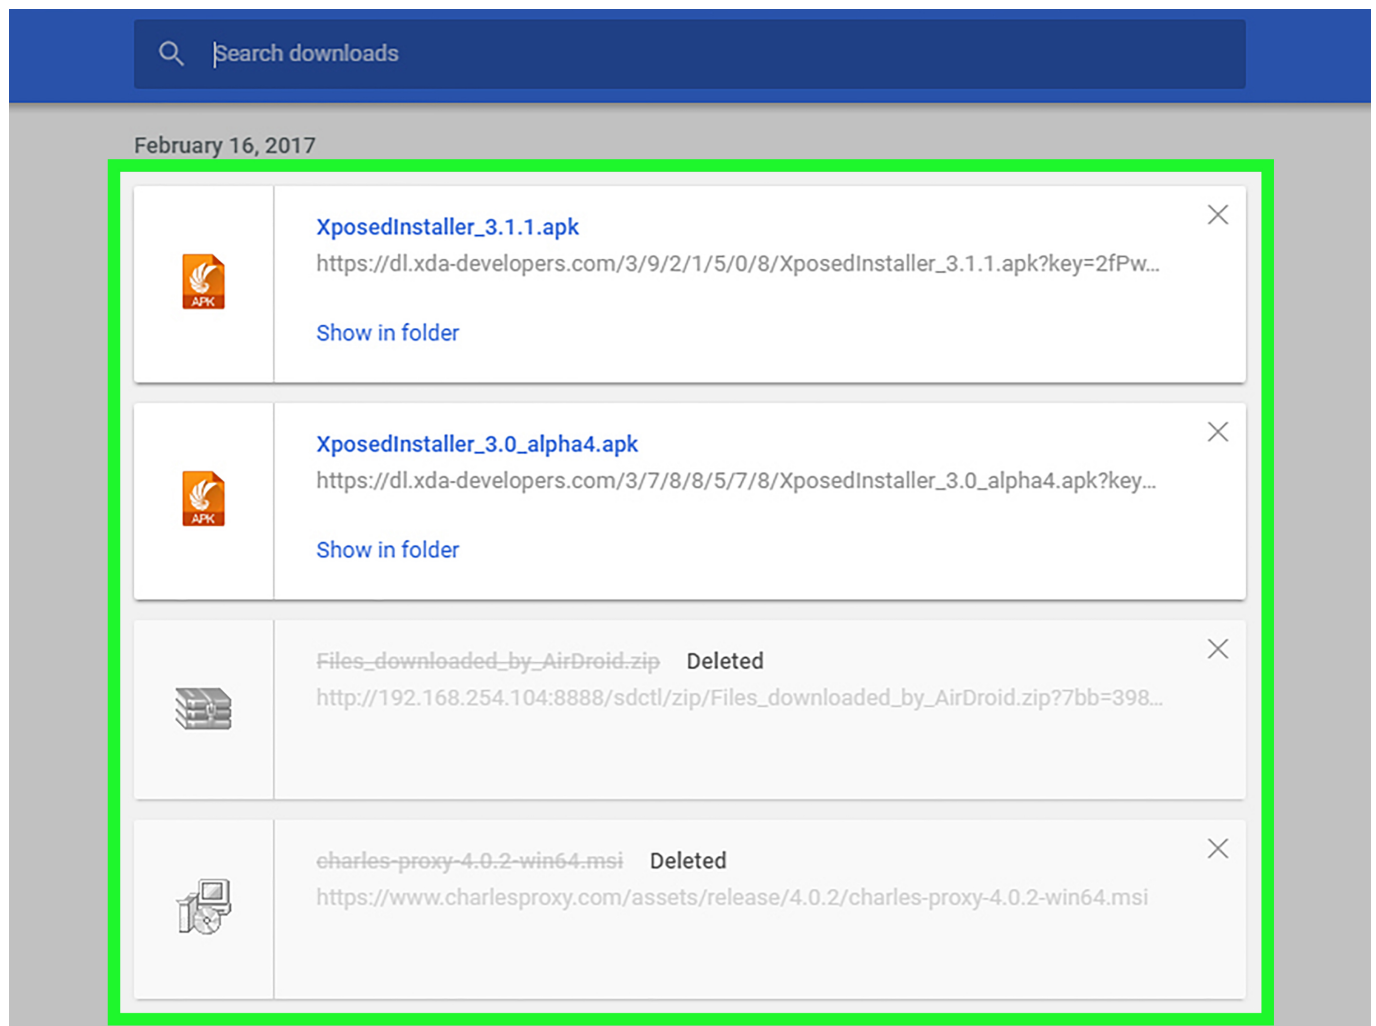 Search downloads
February 16, 2017
XposedInstaller_3.1.1.apk
https://dl.xda-developers.com/3/9/2/1/5/0/8/XposedInstaller_3.1.1.apk?key=2fPw...
APK
Show in folder
XposedInstaller_3.0_alpha4.apk
https://dl.xda-developers.com/3/7/8/8/5/7/8/XposedInstaller_3.0_alpha4.apk?key...
APK
Show in folder
Files_downloaded_by_AirDroid.zip Deleted
http://192.168.254.104:8888/sdctl/zip/Files_downloaded_by_AirDroid.zip?7bb=398...
charles-proxy-4.0.2-win64.msi Deleted
https://www.charlesproxy.com/assets/release/4.0.2/charles-proxy-4.0.2-win64.msi